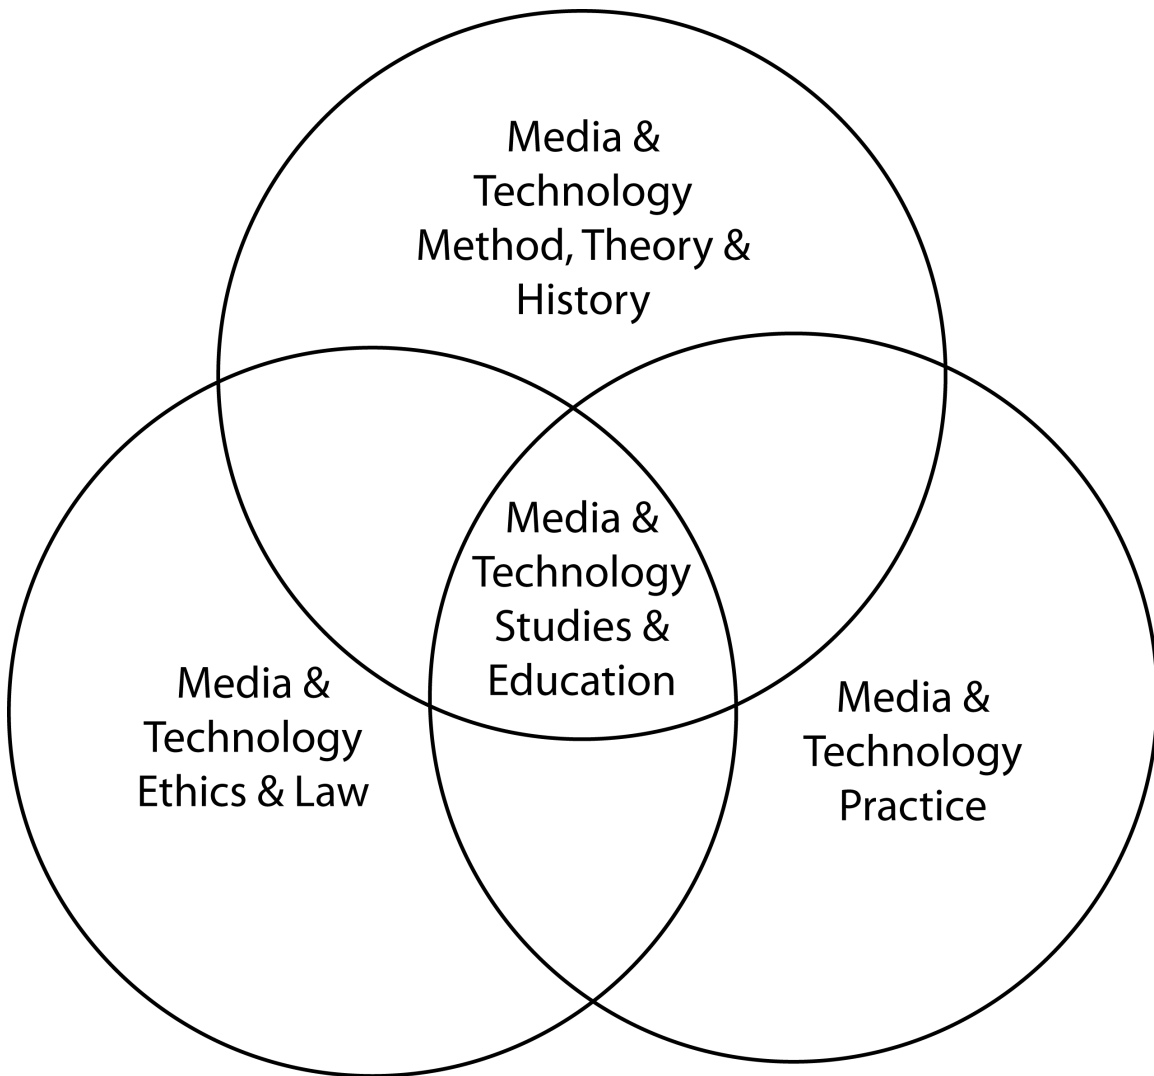 Media &
Technology
Method, Theory &
History
Media &
Technology
Studies &
Education
Media &
Technology
Ethics & Law
Media &
Technology
Practice